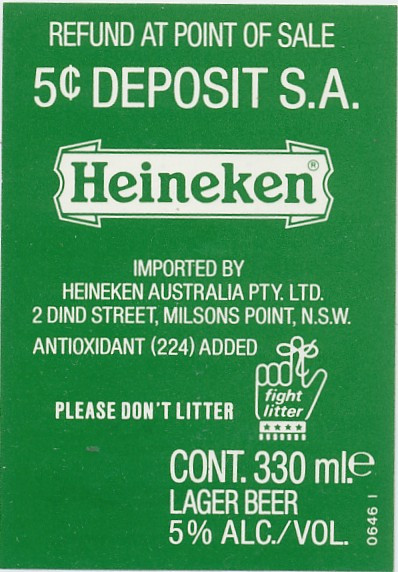 REFUND AT POINT OF SALE
5¢ DEPOSIT S.A.
Heineken®
IMPORTED BY
HEINEKEN AUSTRALIA PTY. LTD.
2 DIND STREET, MILSONS POINT, N.S.W.
ANTIOXIDANT (224) ADDED
fight
litter
PLEASE DON'T LITTER
CONT. 330 ml.℮
LAGER BEER
5% ALC./VOL.
0646 I